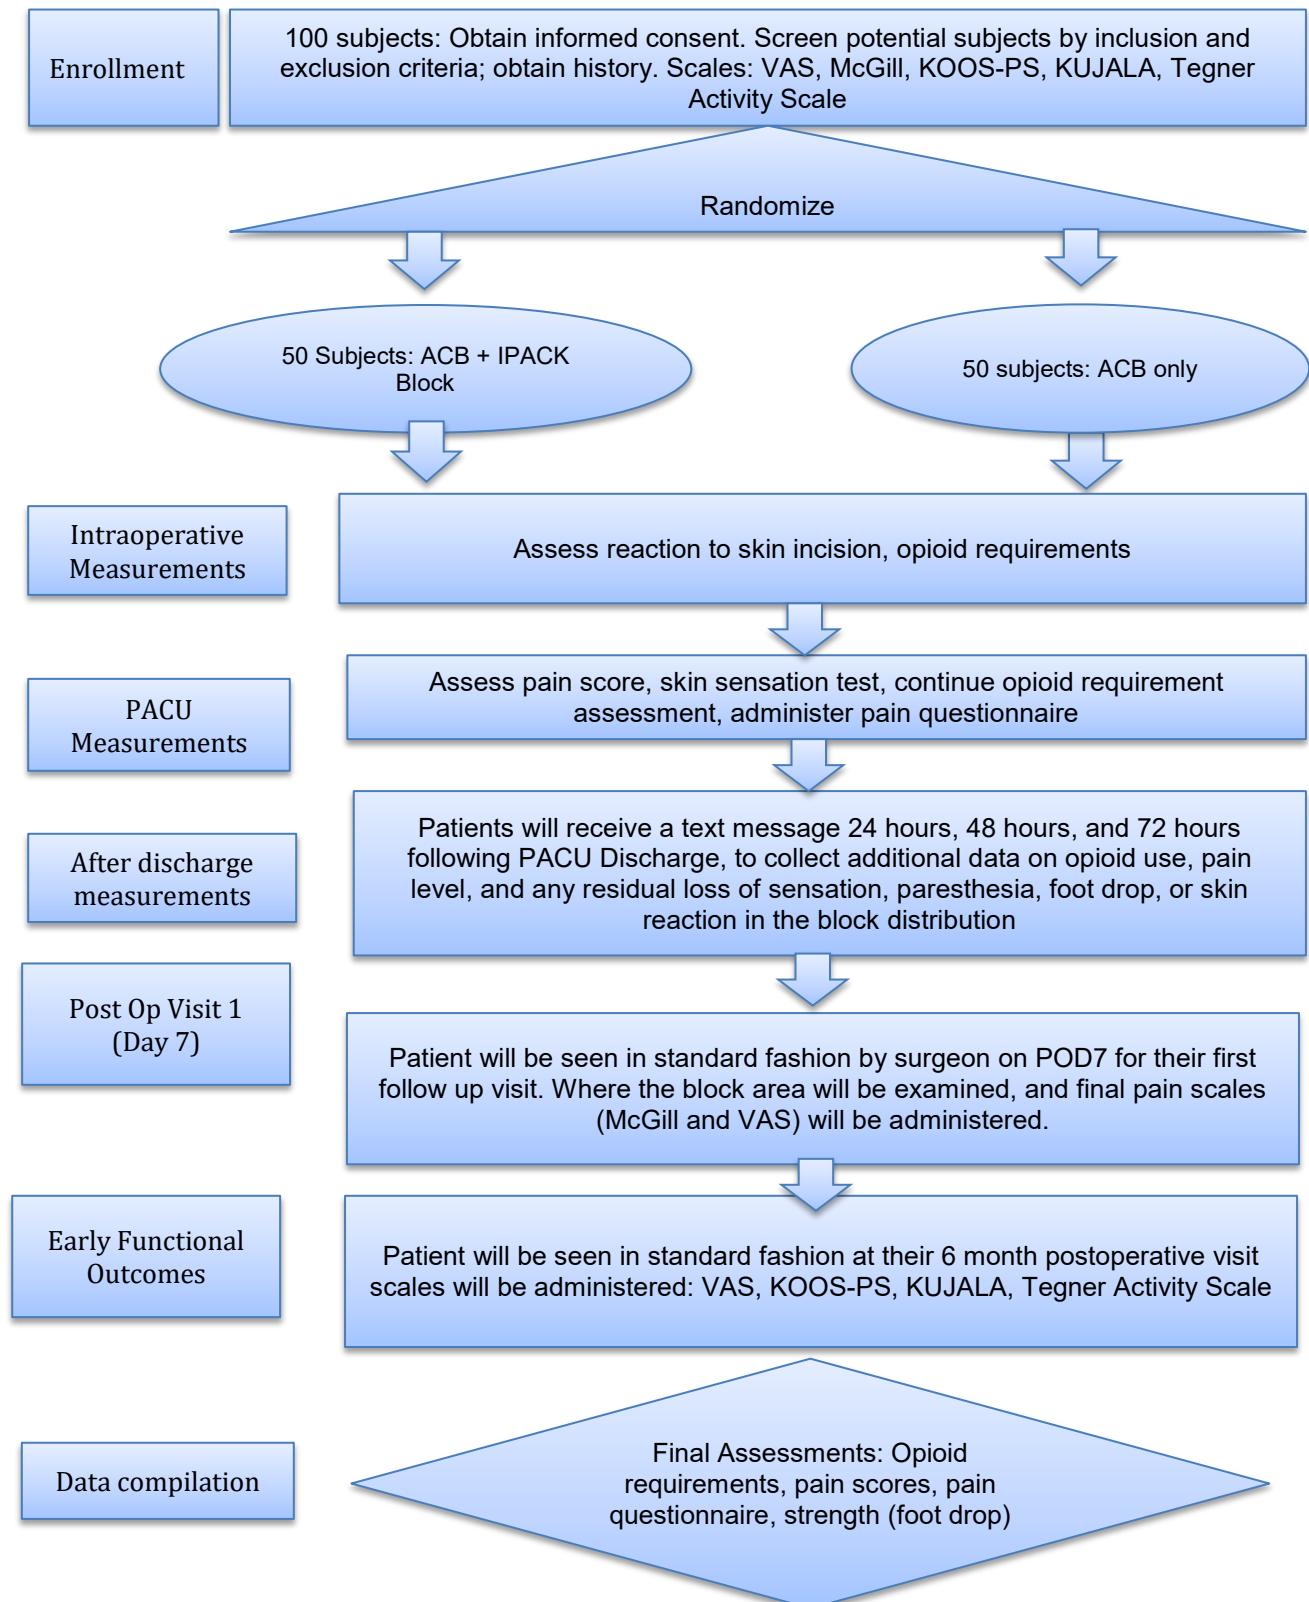 Enrollment
100 subjects: Obtain informed consent. Screen potential subjects by inclusion and
exclusion criteria; obtain history. Scales: VAS, McGill, KOOS-PS, KUJALA, Tegner
Activity Scale
Randomize
50 Subjects: ACB + IPACK
Block
50 subjects: ACB only
Intraoperative
Measurements
Assess reaction to skin incision, opioid requirements
PACU
Measurements
Assess pain score, skin sensation test, continue opioid requirement
assessment, administer pain questionnaire
After discharge
measurements
Patients will receive a text message 24 hours, 48 hours, and 72 hours
following PACU Discharge, to collect additional data on opioid use, pain
level, and any residual loss of sensation, paresthesia, foot drop, or skin
reaction in the block distribution
Post Op Visit 1
(Day 7)
Patient will be seen in standard fashion by surgeon on POD7 for their first
follow up visit. Where the block area will be examined, and final pain scales
(McGill and VAS) will be administered.
Early Functional
Outcomes
Patient will be seen in standard fashion at their 6 month postoperative visit
scales will be administered: VAS, KOOS-PS, KUJALA, Tegner Activity Scale
Data compilation
Final Assessments: Opioid
requirements, pain scores, pain
questionnaire, strength (foot drop)